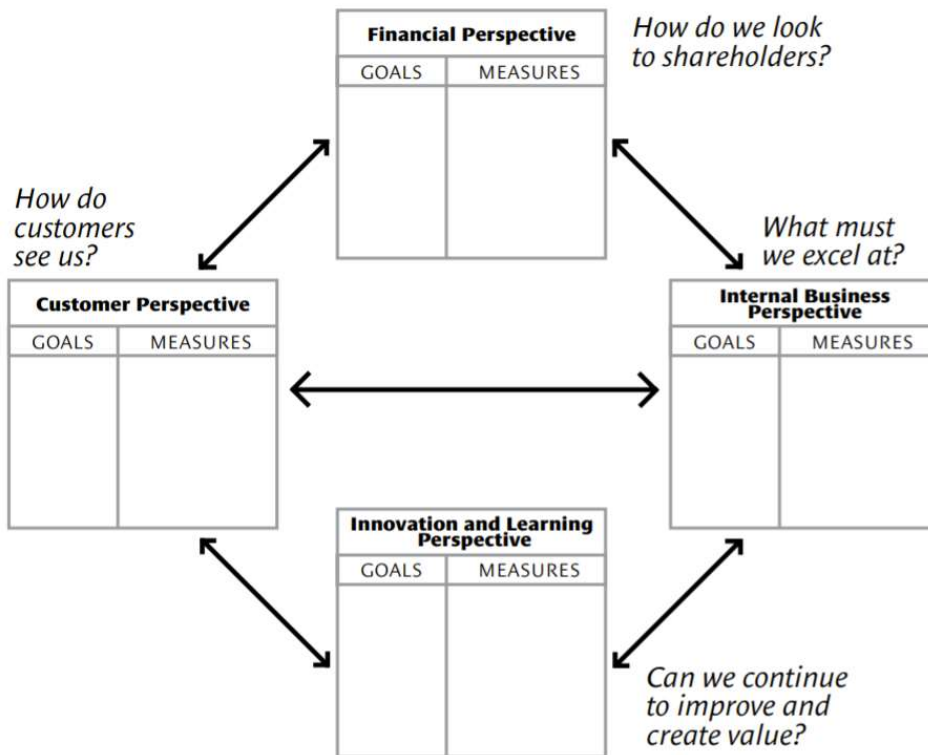 Financial Perspective
GOALS MEASURES
How do we look
to shareholders?
How do
customers
see us?
Customer Perspective
GOALS MEASURES
What must
we excel at?
Internal Business
Perspective
GOALS MEASURES
Innovation and Learning
Perspective
GOALS MEASURES
Can we continue
to improve and
create value?